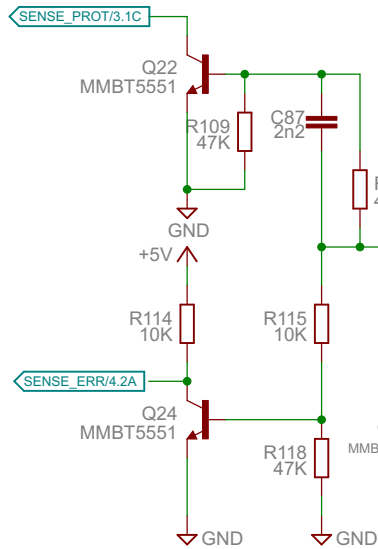 SENSE_PROT/3.1C
Q22
MMBT5551
R109
47K
C87
2n2
GND
+5V
R114
10K
R115
10K
SENSE_ERR/4.2A
Q24
MMBT5551
R118
47K
GND
GND